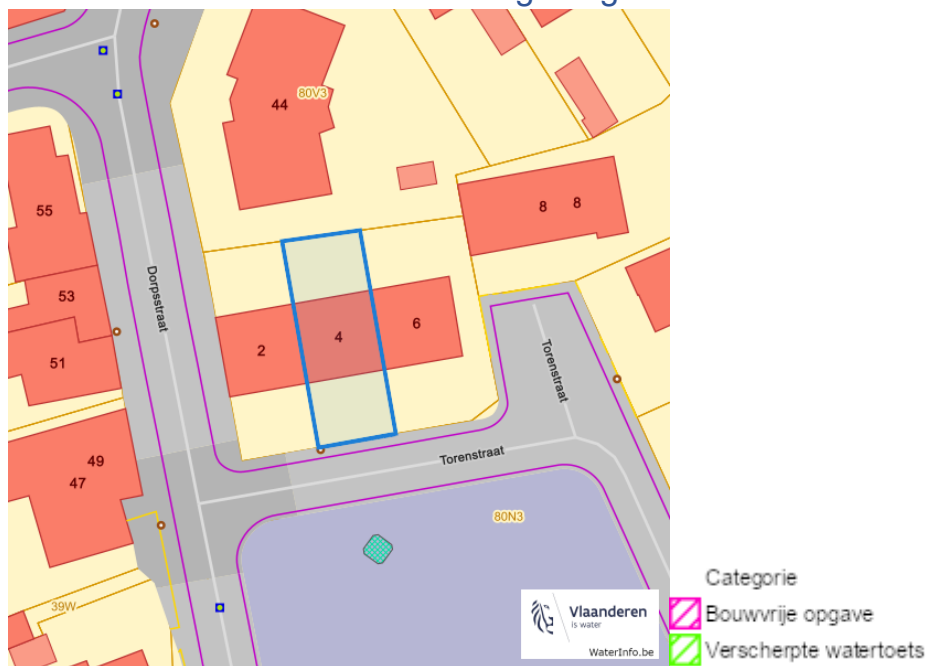 44
80V3
55
8 8
Dorpsstraat
53
2
4
6
51
Torenstraat
Torenstraat
49
47
80N3
39W
Vlaanderen
is water
WaterInfo.be
Categorie
Bouwvrije opgave
Verscherpte watertoets